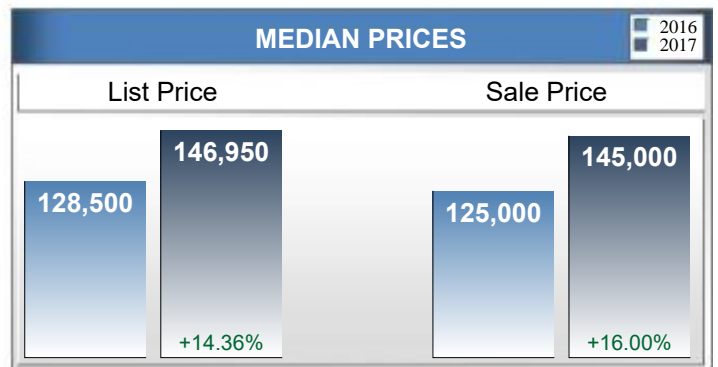 MEDIAN PRICES
2016
2017
List Price
Sale Price
128,500
146,950
+14.36%
125,000
145,000
+16.00%